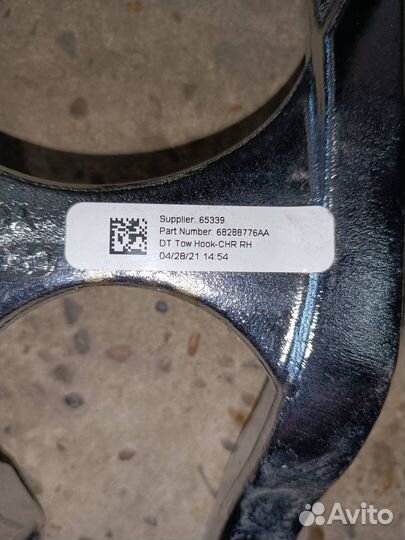 Supplier: 65339
Part Number: 68288776AA
DT Tow Hook-CHR RH
04/28/21 14:54
Avito